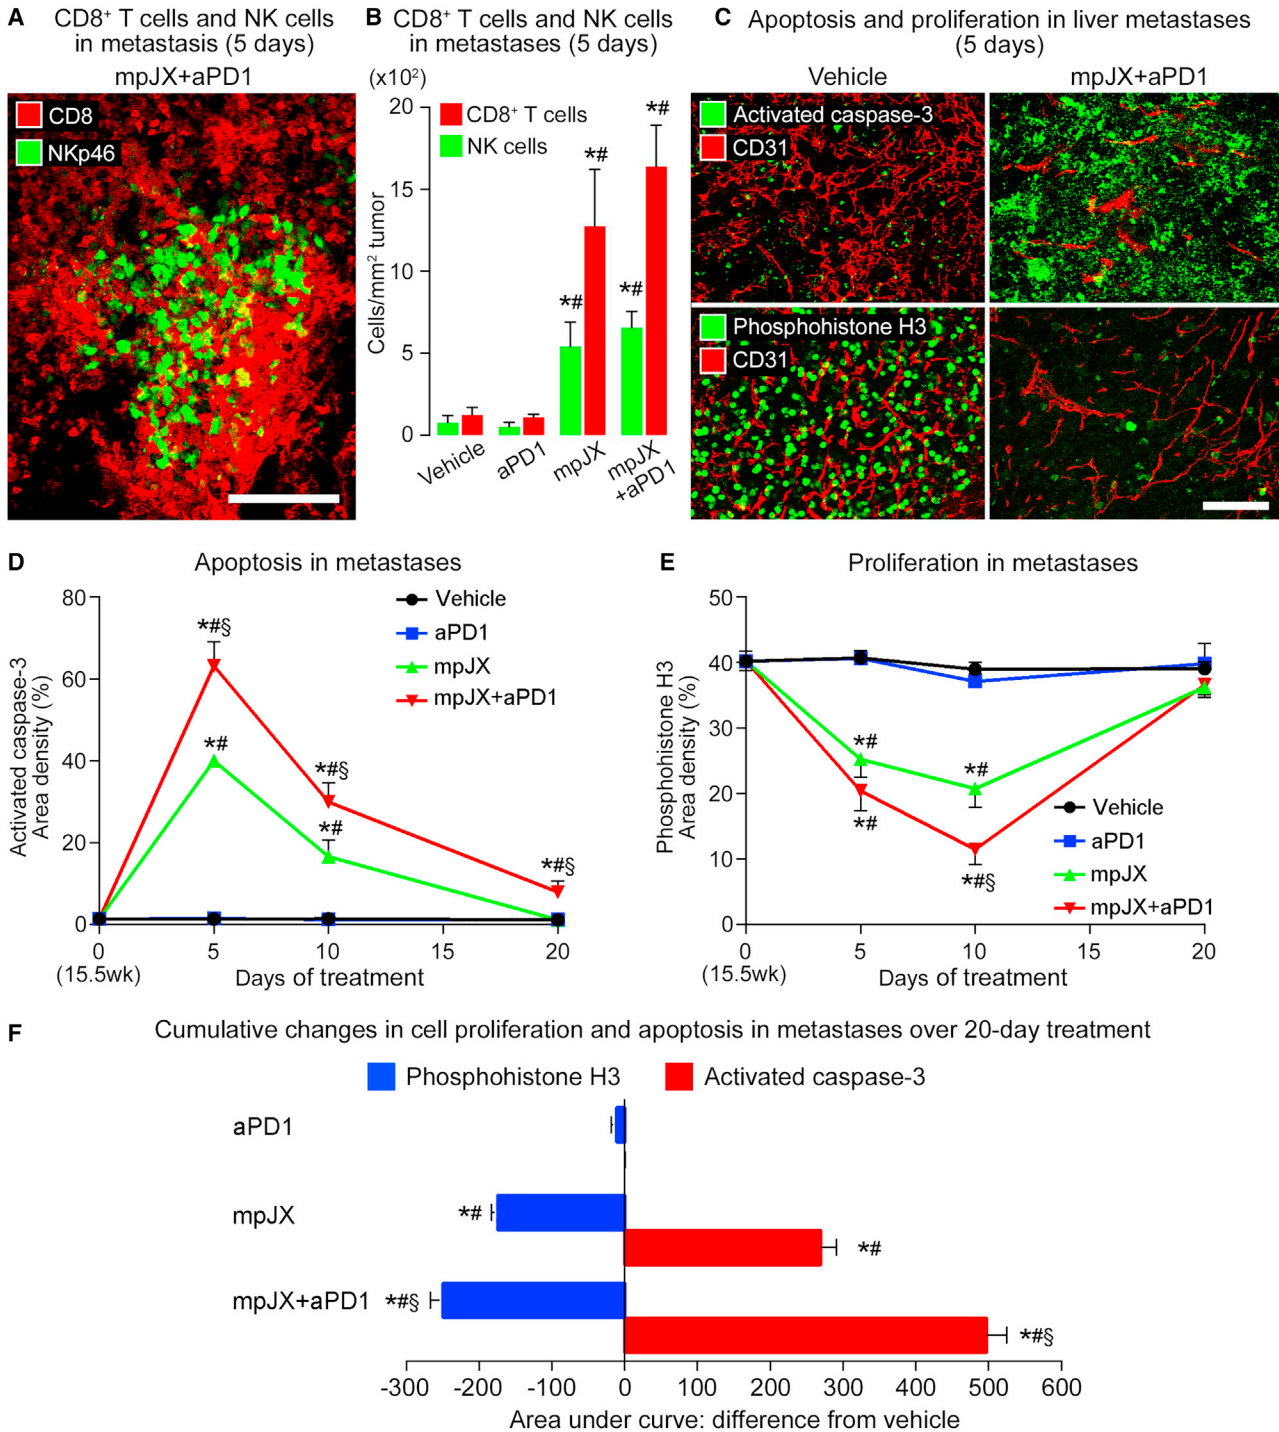 A
CD8⁺ T cells and NK cells
in metastasis (5 days)
mpJX+aPD1
CD8
NKp46
B
CD8⁺ T cells and NK cells
in metastases (5 days)
(x10²)
CD8⁺ T cells
NK cells
Cells/mm² tumor
20
15
10
5
0
*#
*#
*#
*#
Vehicle
aPD1
mpJX
mpJX
+aPD1
C
Apoptosis and proliferation in liver metastases
(5 days)
Vehicle
mpJX+aPD1
Activated caspase-3
CD31
Phosphohistone H3
CD31
D
Apoptosis in metastases
Activated caspase-3
Area density (%)
80
60
40
20
0
*#§
*#
*#§
*#
*#§
Vehicle
aPD1
mpJX
mpJX+aPD1
0 5 10 15 20
(15.5wk)
Days of treatment
E
Proliferation in metastases
Phosphohistone H3
Area density (%)
50
40
30
20
10
0
*#
*#
*#
*#§
Vehicle
aPD1
mpJX
mpJX+aPD1
0 5 10 15 20
(15.5wk)
Days of treatment
F
Cumulative changes in cell proliferation and apoptosis in metastases over 20-day treatment
Phosphohistone H3
Activated caspase-3
aPD1
mpJX
*#
*#
mpJX+aPD1
*#§
*#§
-300 -200 -100 0 100 200 300 400 500 600
Area under curve: difference from vehicle